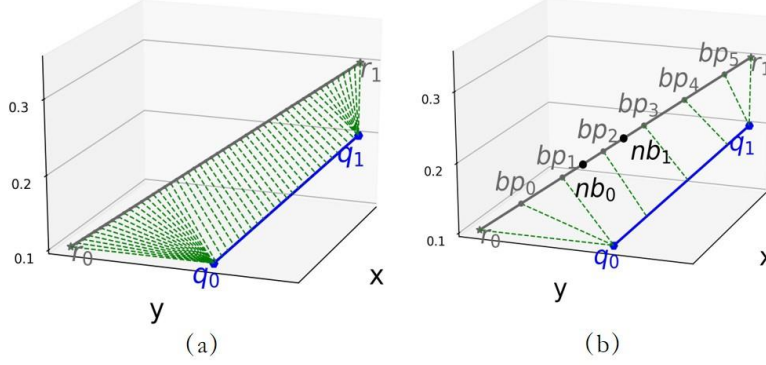 0.3
0.2
0.1
r₁
q₁
r₀
q₀
y
x
(a)
0.3
0.2
0.1
r₁
bp₅
bp₄
bp₃
bp₂
bp₁
bp₀
nb₁
nb₀
q₁
r₀
q₀
y
x
(b)